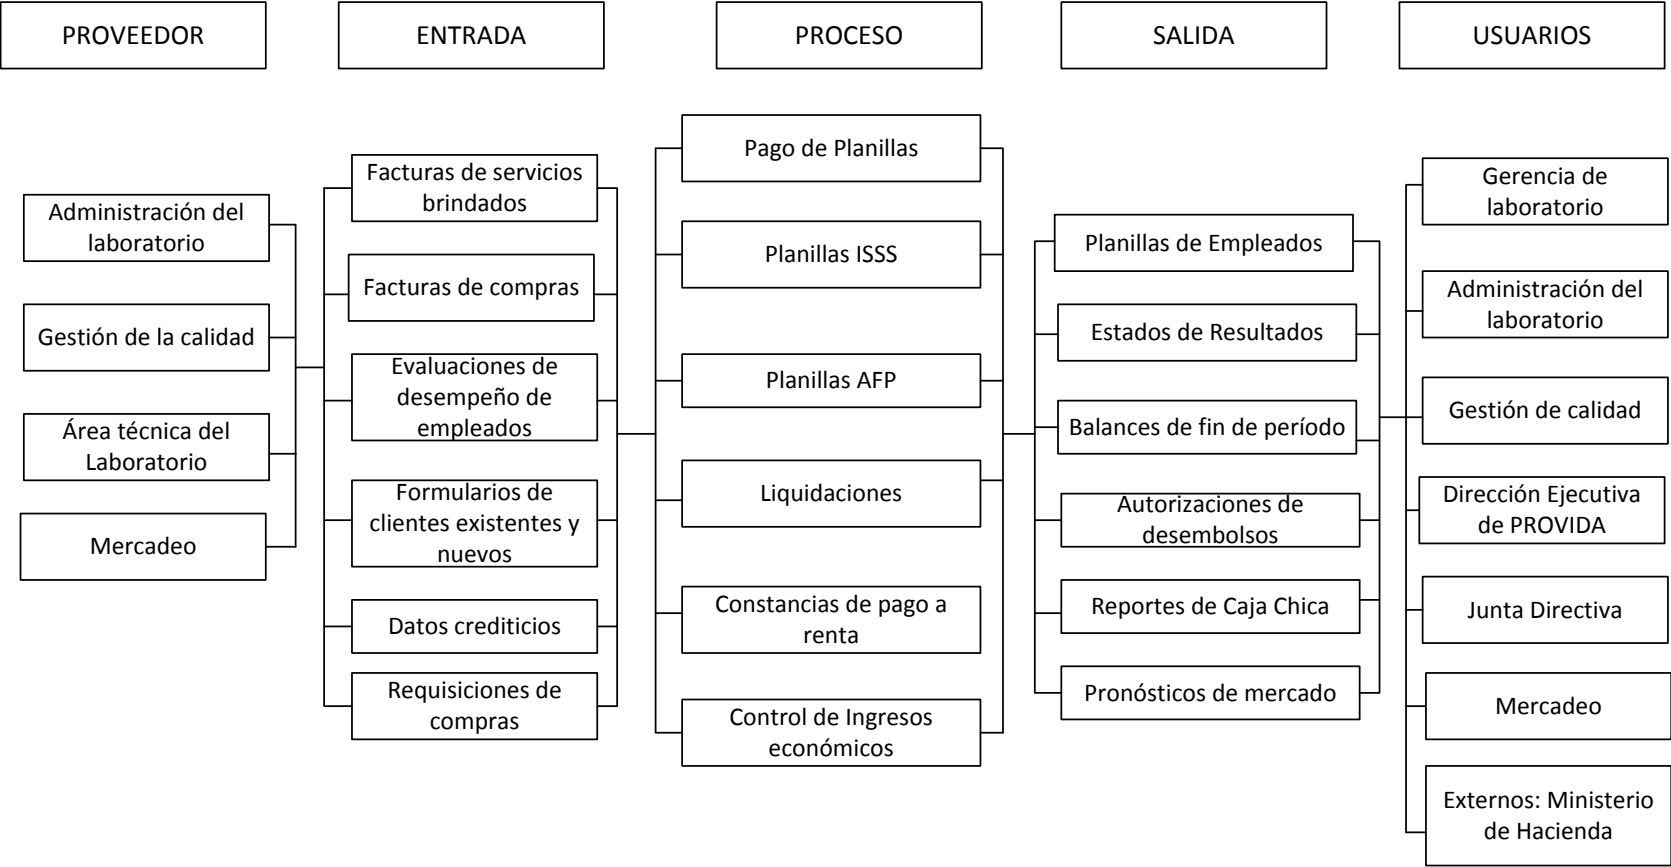 PROVEEDOR
ENTRADA
PROCESO
SALIDA
USUARIOS
Administración del
laboratorio
Gestión de la calidad
Área técnica del
Laboratorio
Mercadeo
Facturas de servicios
brindados
Facturas de compras
Evaluaciones de
desempeño de
empleados
Formularios de
clientes existentes y
nuevos
Datos crediticios
Requisiciones de
compras
Pago de Planillas
Planillas ISSS
Planillas AFP
Liquidaciones
Constancias de pago a
renta
Control de Ingresos
económicos
Planillas de Empleados
Estados de Resultados
Balances de fin de período
Autorizaciones de
desembolsos
Reportes de Caja Chica
Pronósticos de mercado
Gerencia de
laboratorio
Administración del
laboratorio
Gestión de calidad
Dirección Ejecutiva
de PROVIDA
Junta Directiva
Mercadeo
Externos: Ministerio
de Hacienda